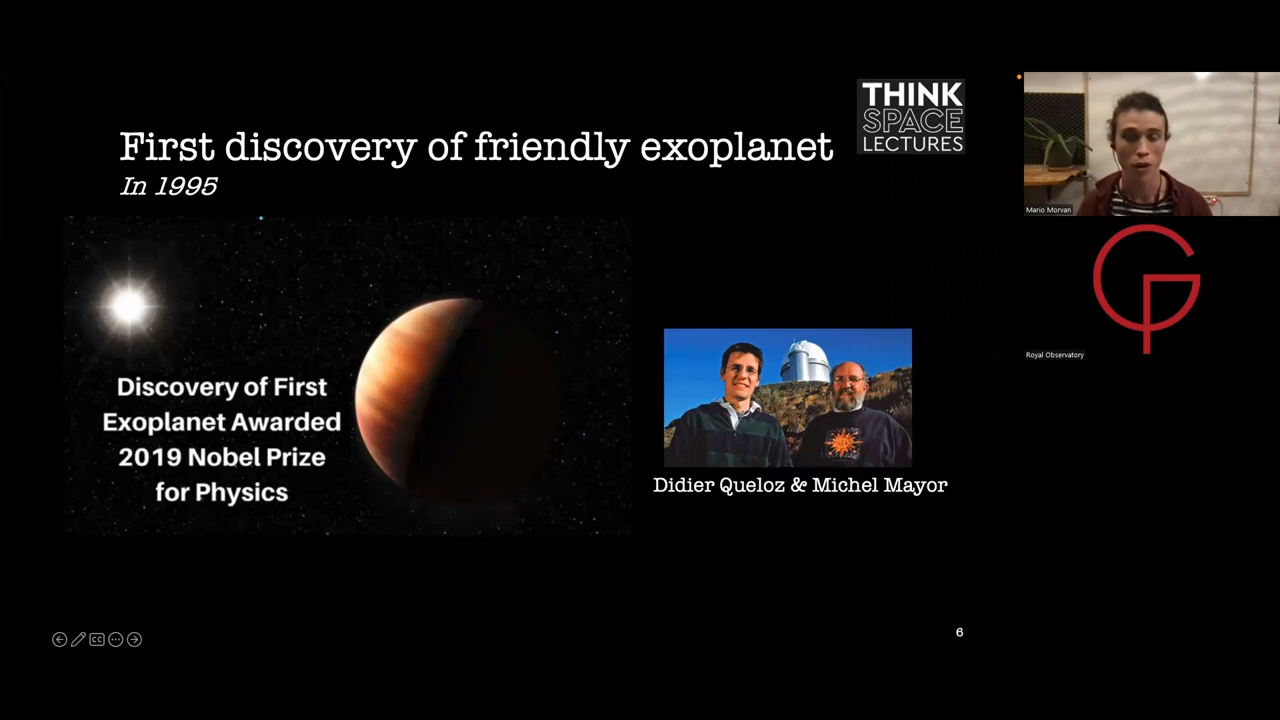 First discovery of friendly exoplanet
In 1995
THINK
SPACE
LECTURES
Discovery of First
Exoplanet Awarded
2019 Nobel Prize
for Physics
Didier Queloz & Michel Mayor
CC
6
Mario Morvan
Royal Observatory